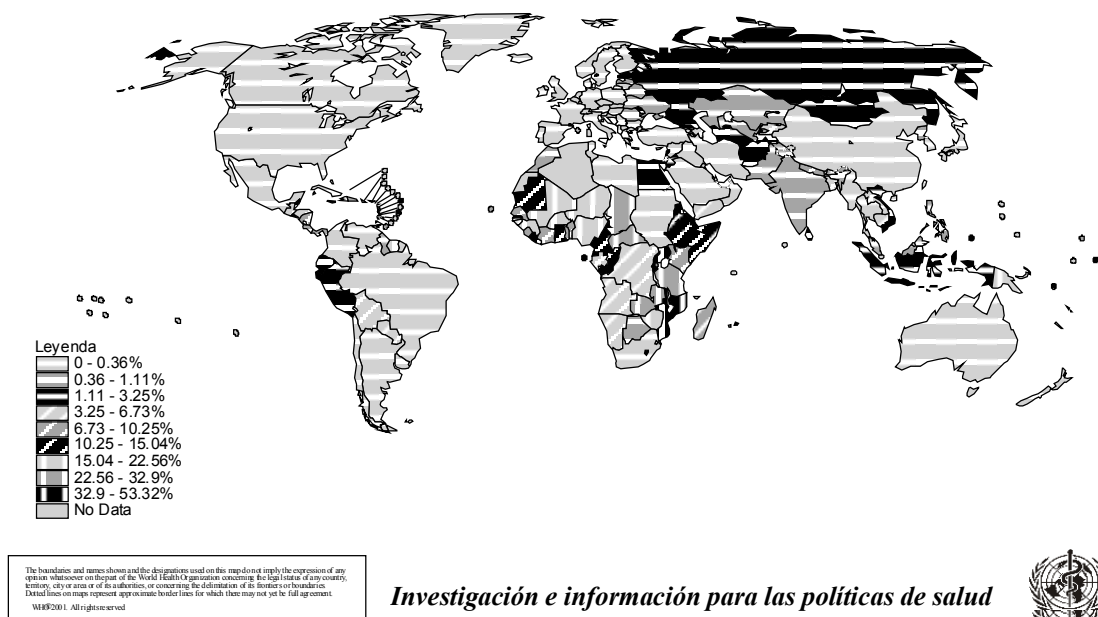 Leyenda
0 - 0.36%
0.36 - 1.11%
1.11 - 3.25%
3.25 - 6.73%
6.73 - 10.25%
10.25 - 15.04%
15.04 - 22.56%
22.56 - 32.9%
32.9 - 53.32%
No Data
The boundaries and names shown and the designations used on this map do not imply the expression of any
opinion whatsoever on the part of the World Health Organization concerning the legal status of any country,
territory, city or area or of its authorities, or concerning the delimitation of its frontiers or boundaries.
Dotted lines on maps represent approximate border lines for which there may not yet be full agreement.
WHO®2001. All rights reserved
Investigación e información para las políticas de salud